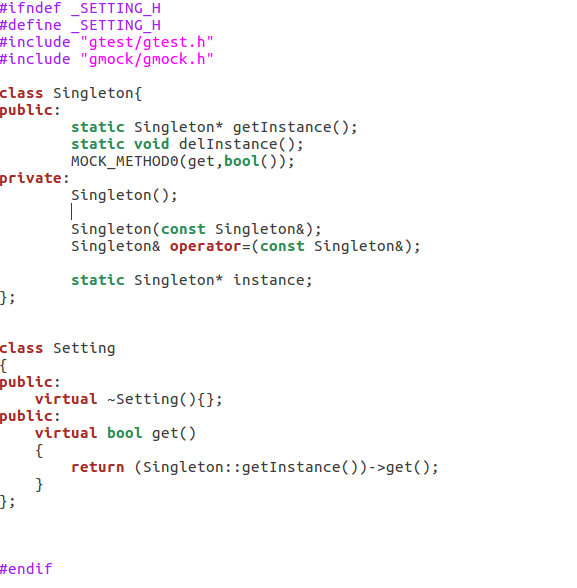 #ifndef _SETTING_H
#define _SETTING_H
#include "gtest/gtest.h"
#include "gmock/gmock.h"

class Singleton{
public:
        static Singleton* getInstance();
        static void delInstance();
        MOCK_METHOD0(get,bool());
private:
        Singleton();

        Singleton(const Singleton&);
        Singleton& operator=(const Singleton&);

        static Singleton* instance;
};


class Setting
{
public:
    virtual ~Setting(){};
public:
    virtual bool get()
    {
        return (Singleton::getInstance())->get();
    }
};



#endif